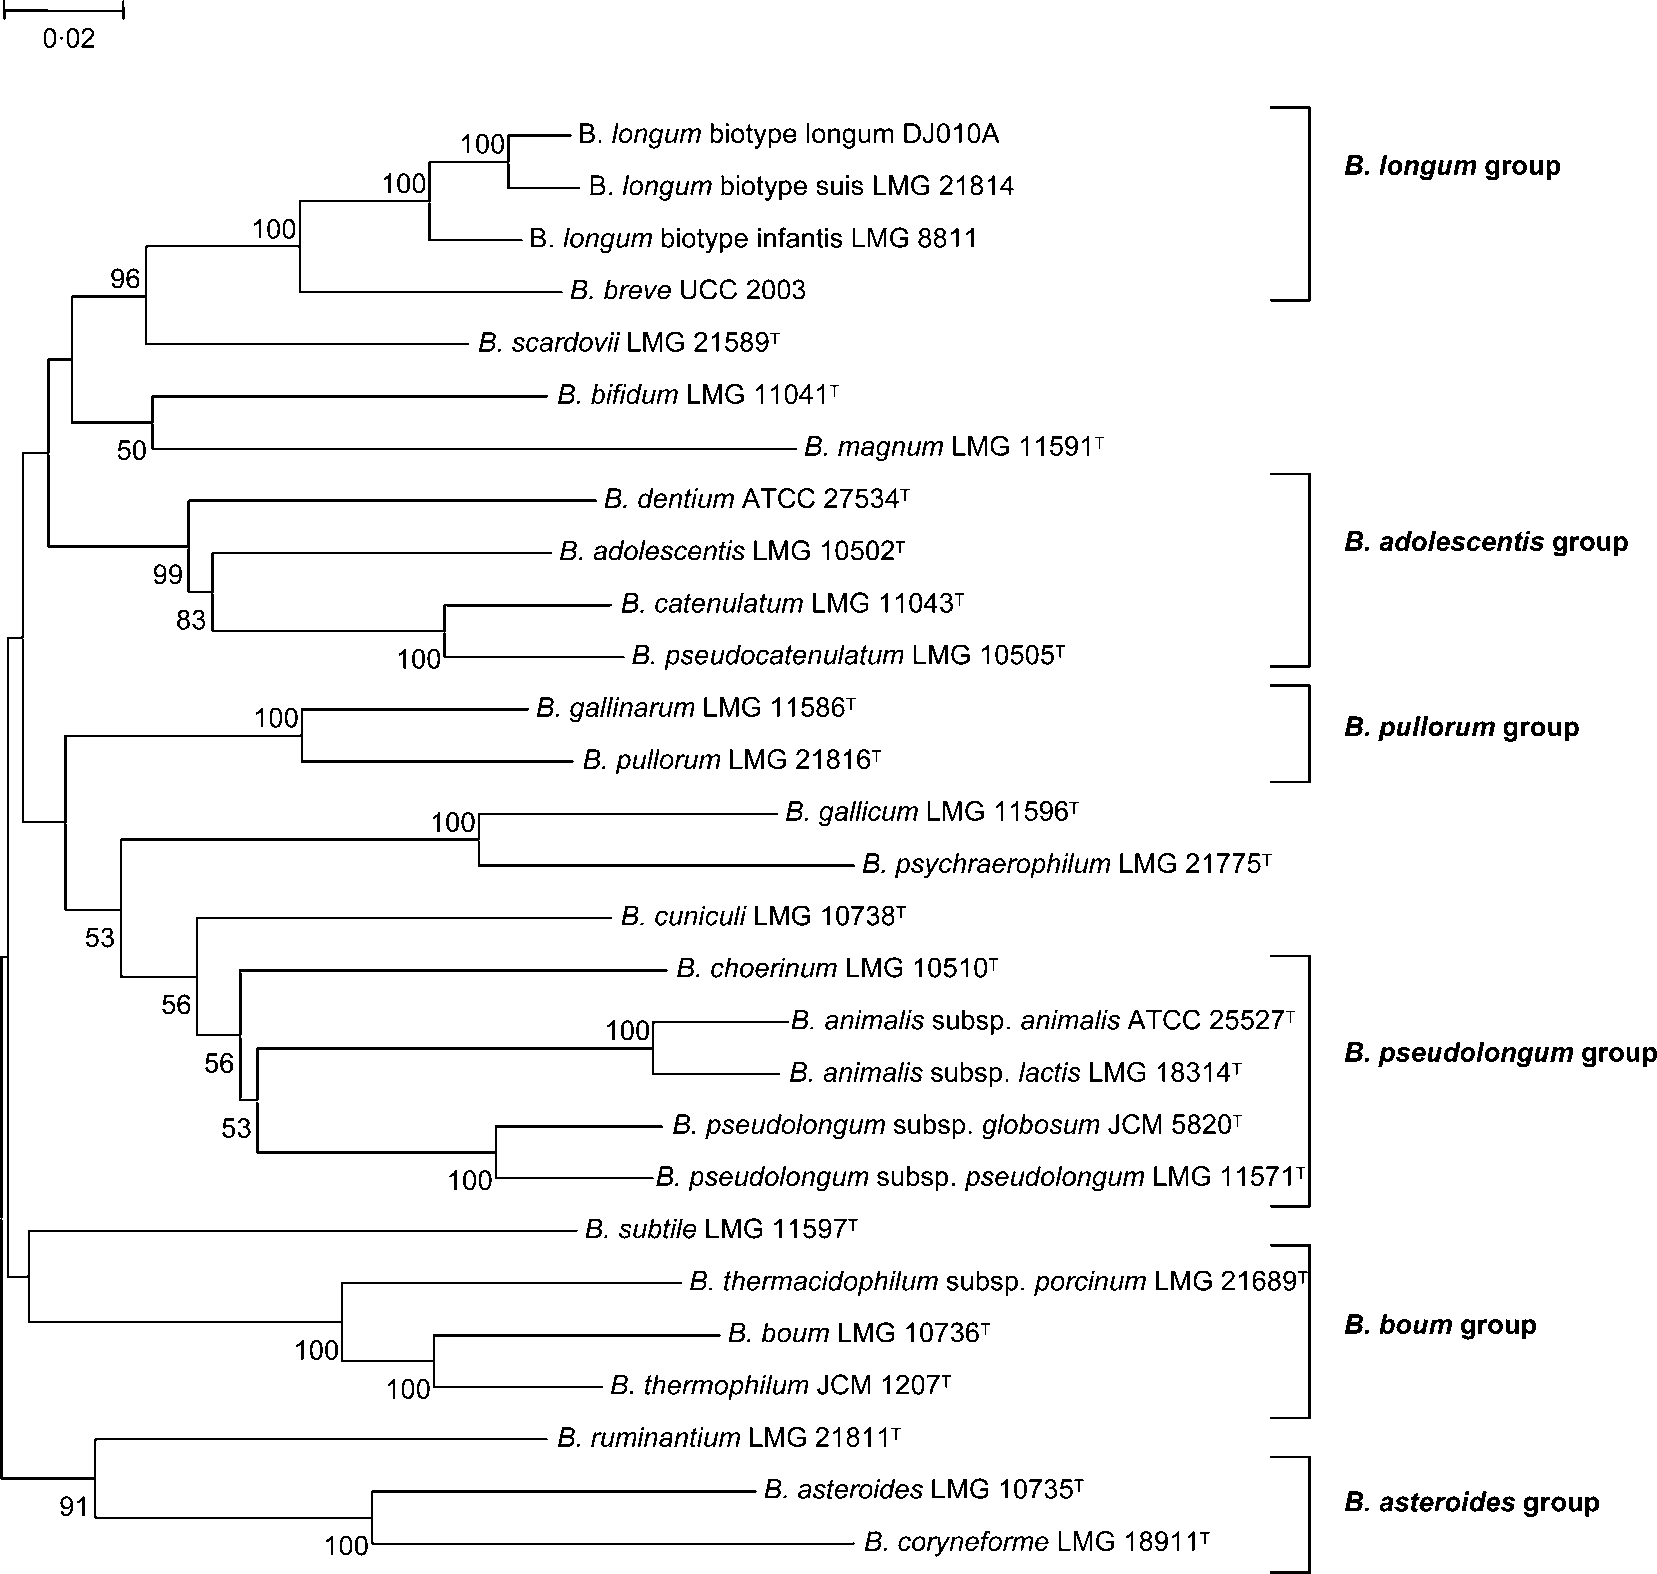 0·02
100 B. longum biotype longum DJ010A
100 B. longum biotype suis LMG 21814
B. longum group
100 B. longum biotype infantis LMG 8811
96 B. breve UCC 2003
B. scardovii LMG 21589ᵀ
B. bifidum LMG 11041ᵀ
50 B. magnum LMG 11591ᵀ
B. dentium ATCC 27534ᵀ
B. adolescentis group
99 B. adolescentis LMG 10502ᵀ
83 B. catenulatum LMG 11043ᵀ
100 B. pseudocatenulatum LMG 10505ᵀ
100 B. gallinarum LMG 11586ᵀ
B. pullorum group
B. pullorum LMG 21816ᵀ
100 B. gallicum LMG 11596ᵀ
B. psychraerophilum LMG 21775ᵀ
53 B. cuniculi LMG 10738ᵀ
B. choerinum LMG 10510ᵀ
56
100 B. animalis subsp. animalis ATCC 25527ᵀ
B. pseudolongum group
56 B. animalis subsp. lactis LMG 18314ᵀ
53 B. pseudolongum subsp. globosum JCM 5820ᵀ
100 B. pseudolongum subsp. pseudolongum LMG 11571ᵀ
B. subtile LMG 11597ᵀ
B. thermacidophilum subsp. porcinum LMG 21689ᵀ
B. boum group
100 B. boum LMG 10736ᵀ
100 B. thermophilum JCM 1207ᵀ
B. ruminantium LMG 21811ᵀ
B. asteroides LMG 10735ᵀ
B. asteroides group
91
100 B. coryneforme LMG 18911ᵀ